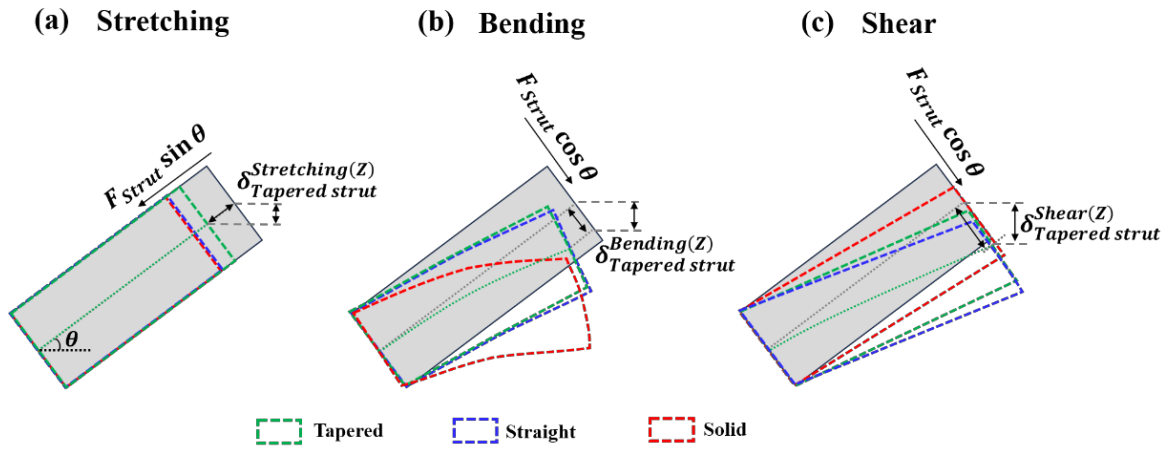 (a) Stretching
F Strut sin θ
δ Stretching(Z) Tapered strut
θ
(b) Bending
F Strut cos θ
δ Bending(Z) Tapered strut
(c) Shear
F Strut cos θ
δ Shear(Z) Tapered strut
Tapered
Straight
Solid